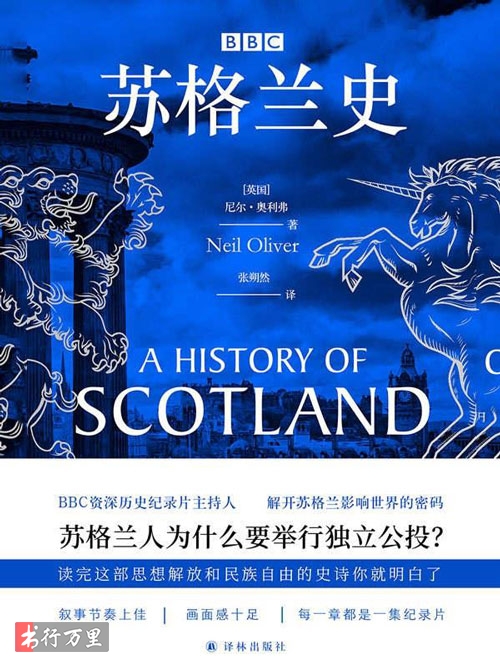 BBC
苏格兰史
[英国]
尼尔·奥利弗
著
Neil Oliver
张朔然
译
A HISTORY OF
SCOTLAND
BBC资深历史纪录片主持人 解开苏格兰影响世界的密码
苏格兰人为什么要举行独立公投？
读完这部思想解放和民族自由的史诗你就明白了
叙事节奏上佳 | 画面感十足 | 每一章都是一集纪录片
书行万里
译林出版社